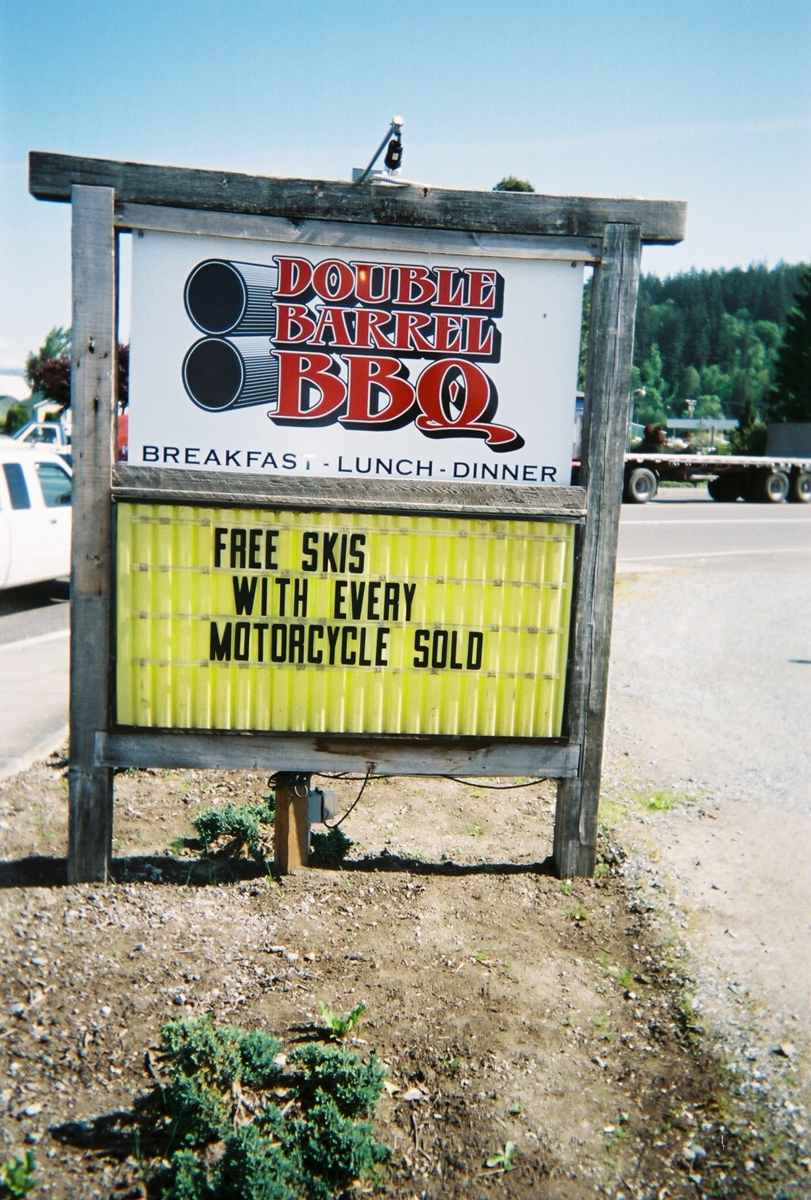 DOUBLE
BARREL
BBQ
BREAKFAST - LUNCH - DINNER
FREE SKIS
WITH EVERY
MOTORCYCLE SOLD